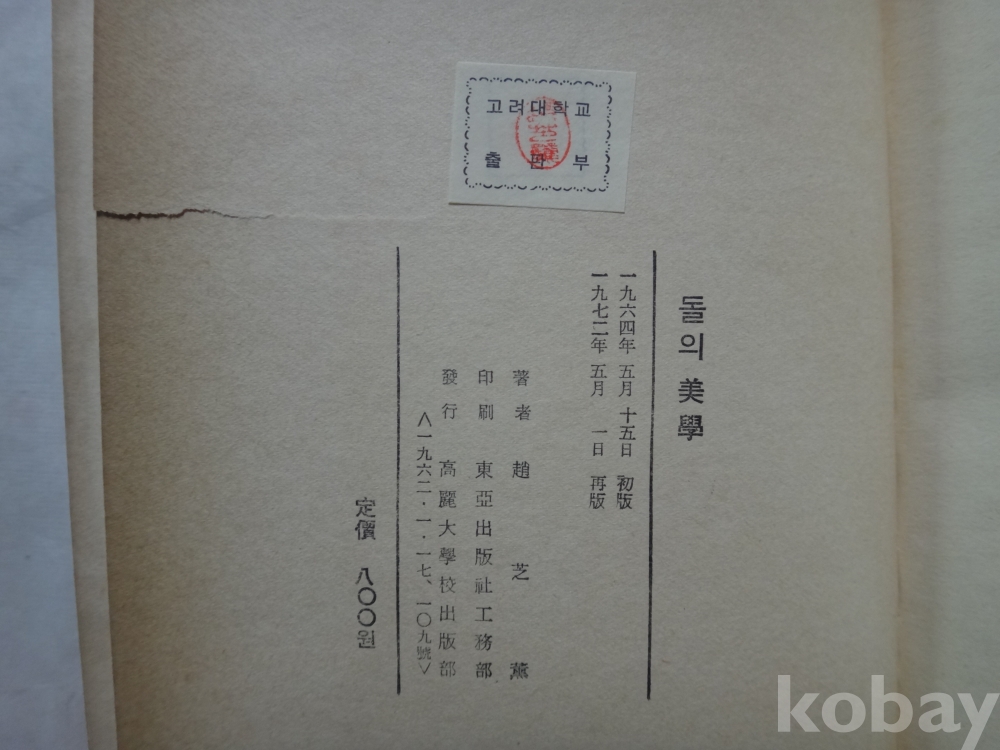 고려대학교
출판부
돌의 美學
一九六四年 五月 十五日 初版
一九七二年 五月 一日 再版
著者 趙芝薰
印刷 東亞出版社工務部
發行 高麗大學校出版部
<一九六二·一·一七、一〇九號>
定價 八〇〇원
kobay